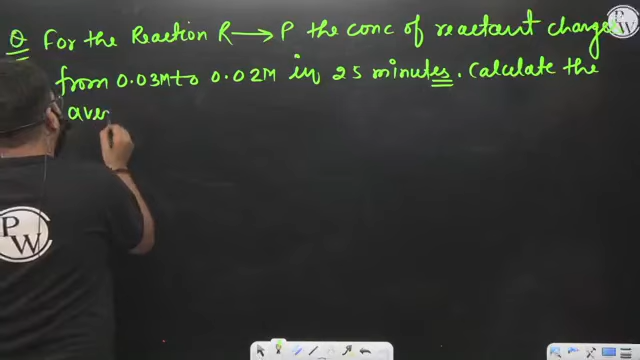 Q For the Reaction R → P the conc of reactant changes
from 0.03M to 0.02M in 25 minutes. Calculate the
aver
PW
PW